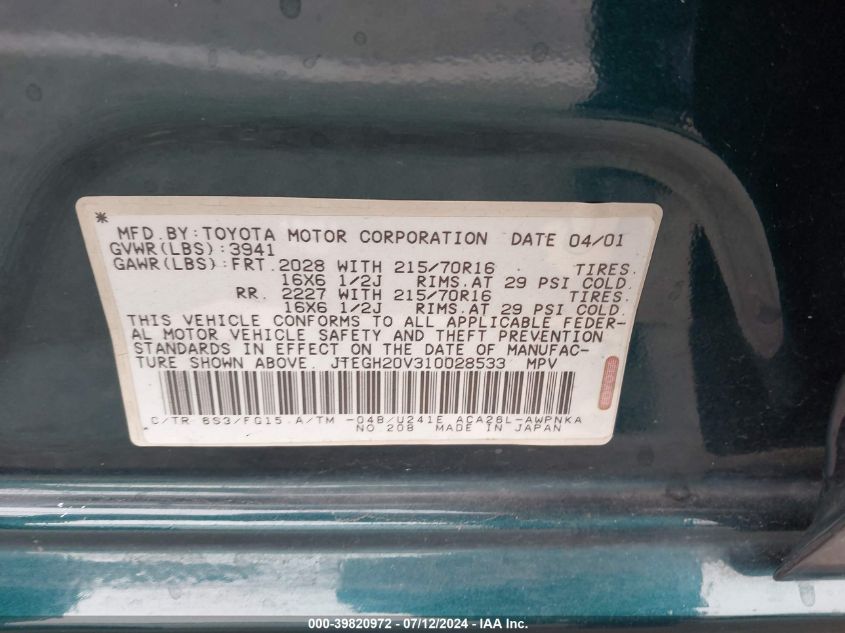 *
MFD. BY: TOYOTA MOTOR CORPORATION DATE 04/01
GVWR(LBS): 3941
GAWR(LBS): FRT. 2028 WITH 215/70R16 TIRES.
16X6 1/2J RIMS. AT 29 PSI COLD.
RR. 2227 WITH 215/70R16 TIRES.
16X6 1/2J RIMS. AT 29 PSI COLD.
THIS VEHICLE CONFORMS TO ALL APPLICABLE FEDER-
AL MOTOR VEHICLE SAFETY AND THEFT PREVENTION
STANDARDS IN EFFECT ON THE DATE OF MANUFAC-
TURE SHOWN ABOVE. JTEGH20V310028533 MPV
C/TR 6S3/FG15 A/TM -04B/U241E ACA26L-AWPNKA
NO 208 MADE IN JAPAN
000-39820972 - 07/12/2024 - IAA Inc.